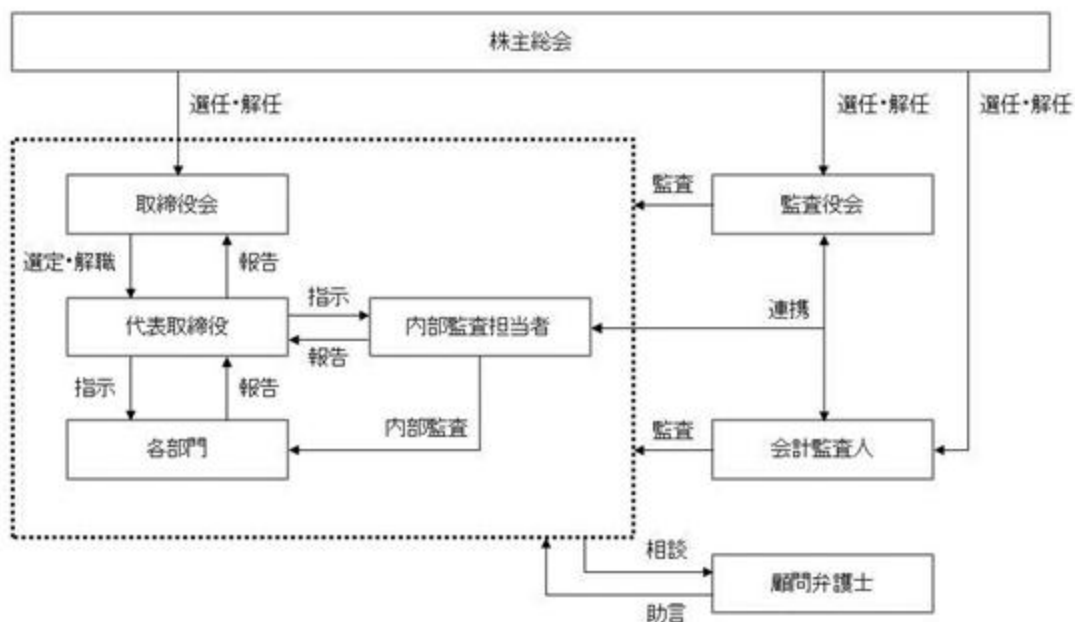 株主総会
選任・解任
選任・解任
選任・解任
取締役会
監査
監査役会
選定・解職
報告
指示
連携
代表取締役
内部監査担当者
報告
指示
報告
内部監査
監査
各部門
会計監査人
相談
顧問弁護士
助言